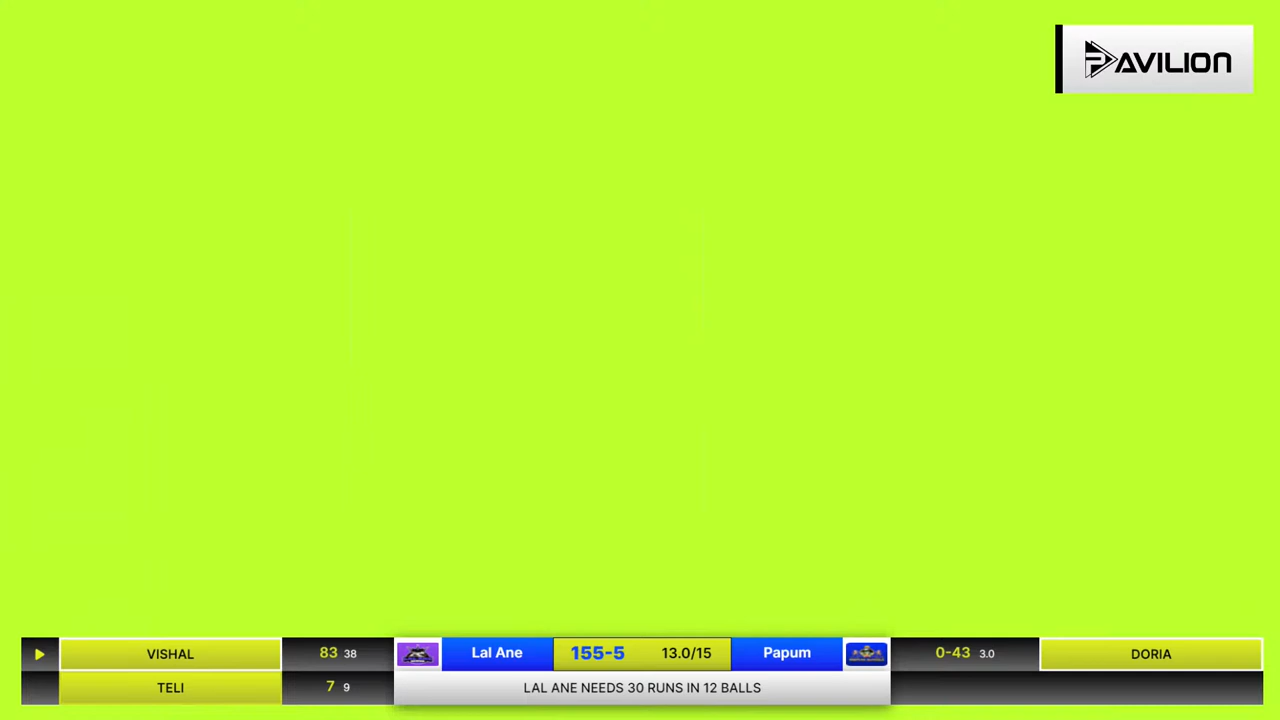 PAVILION
VISHAL 83 38 Lal Ane 155-5 13.0/15 Papum 0-43 3.0 DORIA
TELI 7 9 LAL ANE NEEDS 30 RUNS IN 12 BALLS